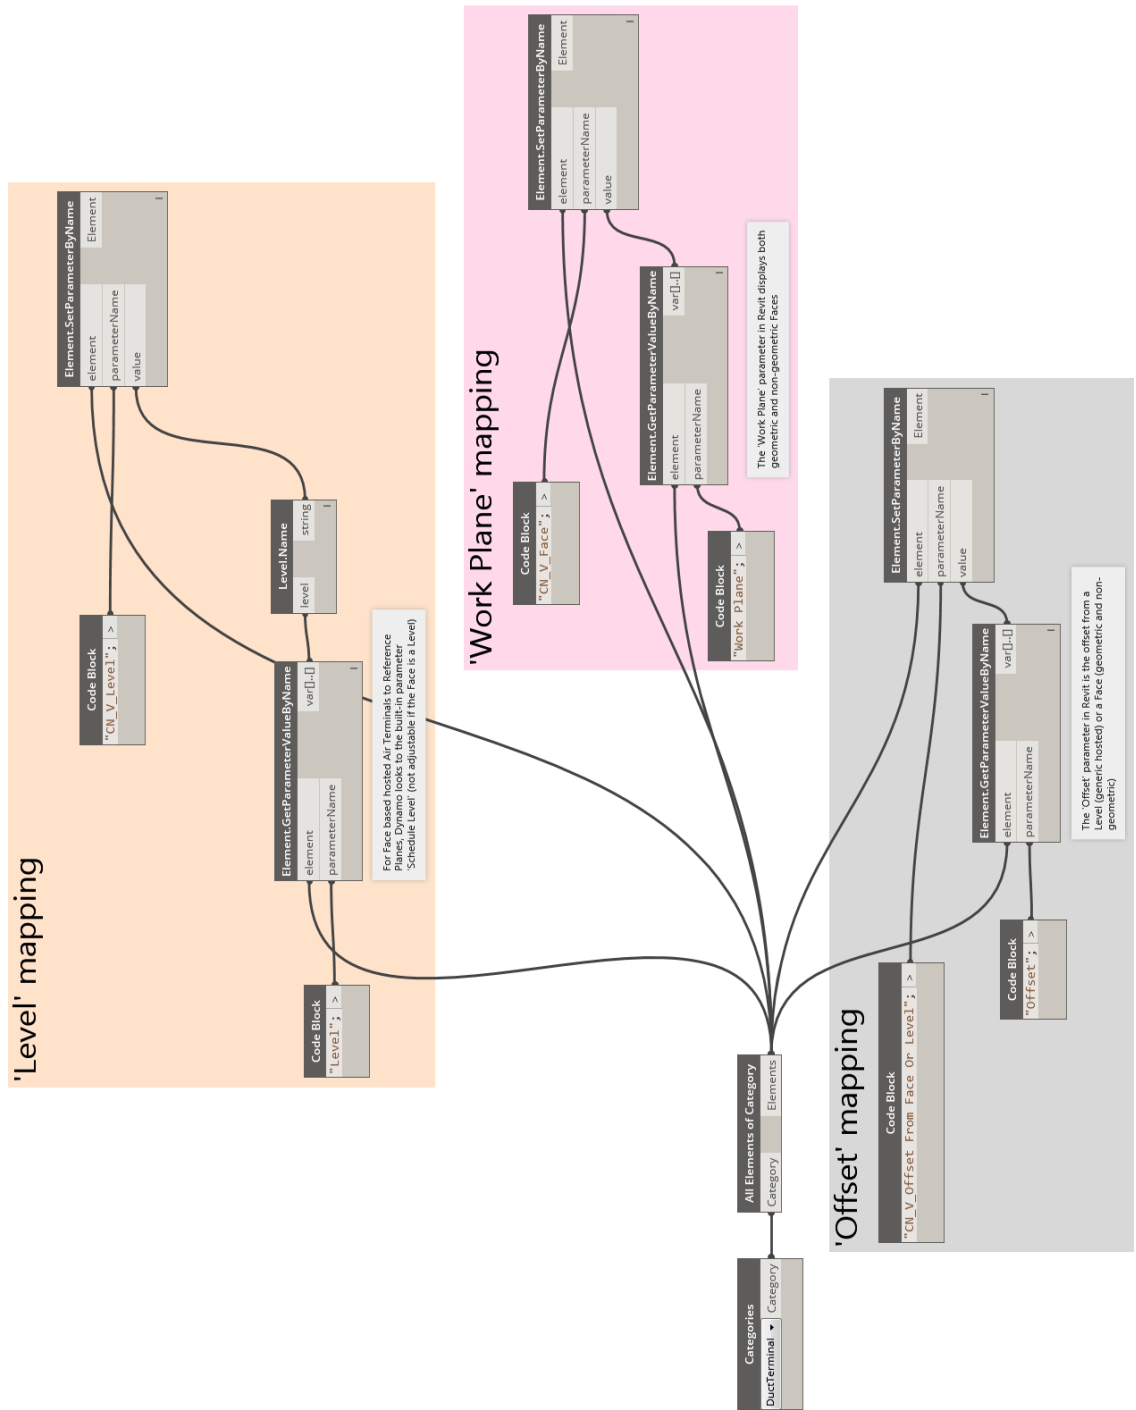 'Level' mapping
Code Block
"CN_V_Level"; >
Element.SetParameterByName
element Element
parameterName
value
l
Code Block
"Level"; >
Element.GetParameterValueByName
element var[]..[]
parameterName
l
Level.Name
level string
l
For Face based hosted Air Terminals to Reference
Planes, Dynamo looks to the built-in parameter
'Schedule Level' (not adjustable if the Face is a Level)
'Work Plane' mapping
Code Block
"CN_V_Face"; >
Element.SetParameterByName
element Element
parameterName
value
l
Code Block
"Work Plane"; >
Element.GetParameterValueByName
element var[]..[]
parameterName
l
The 'Work Plane' parameter in Revit displays both
geometric and non-geometric Faces
Categories
DuctTerminal Category
All Elements of Category
Category Elements
'Offset' mapping
Code Block
"CN_V_Offset From Face Or Level"; >
Element.SetParameterByName
element Element
parameterName
value
l
Code Block
"Offset"; >
Element.GetParameterValueByName
element var[]..[]
parameterName
l
The 'Offset' parameter in Revit is the offset from a
Level (generic hosted) or a Face (geometric and non-
geometric)